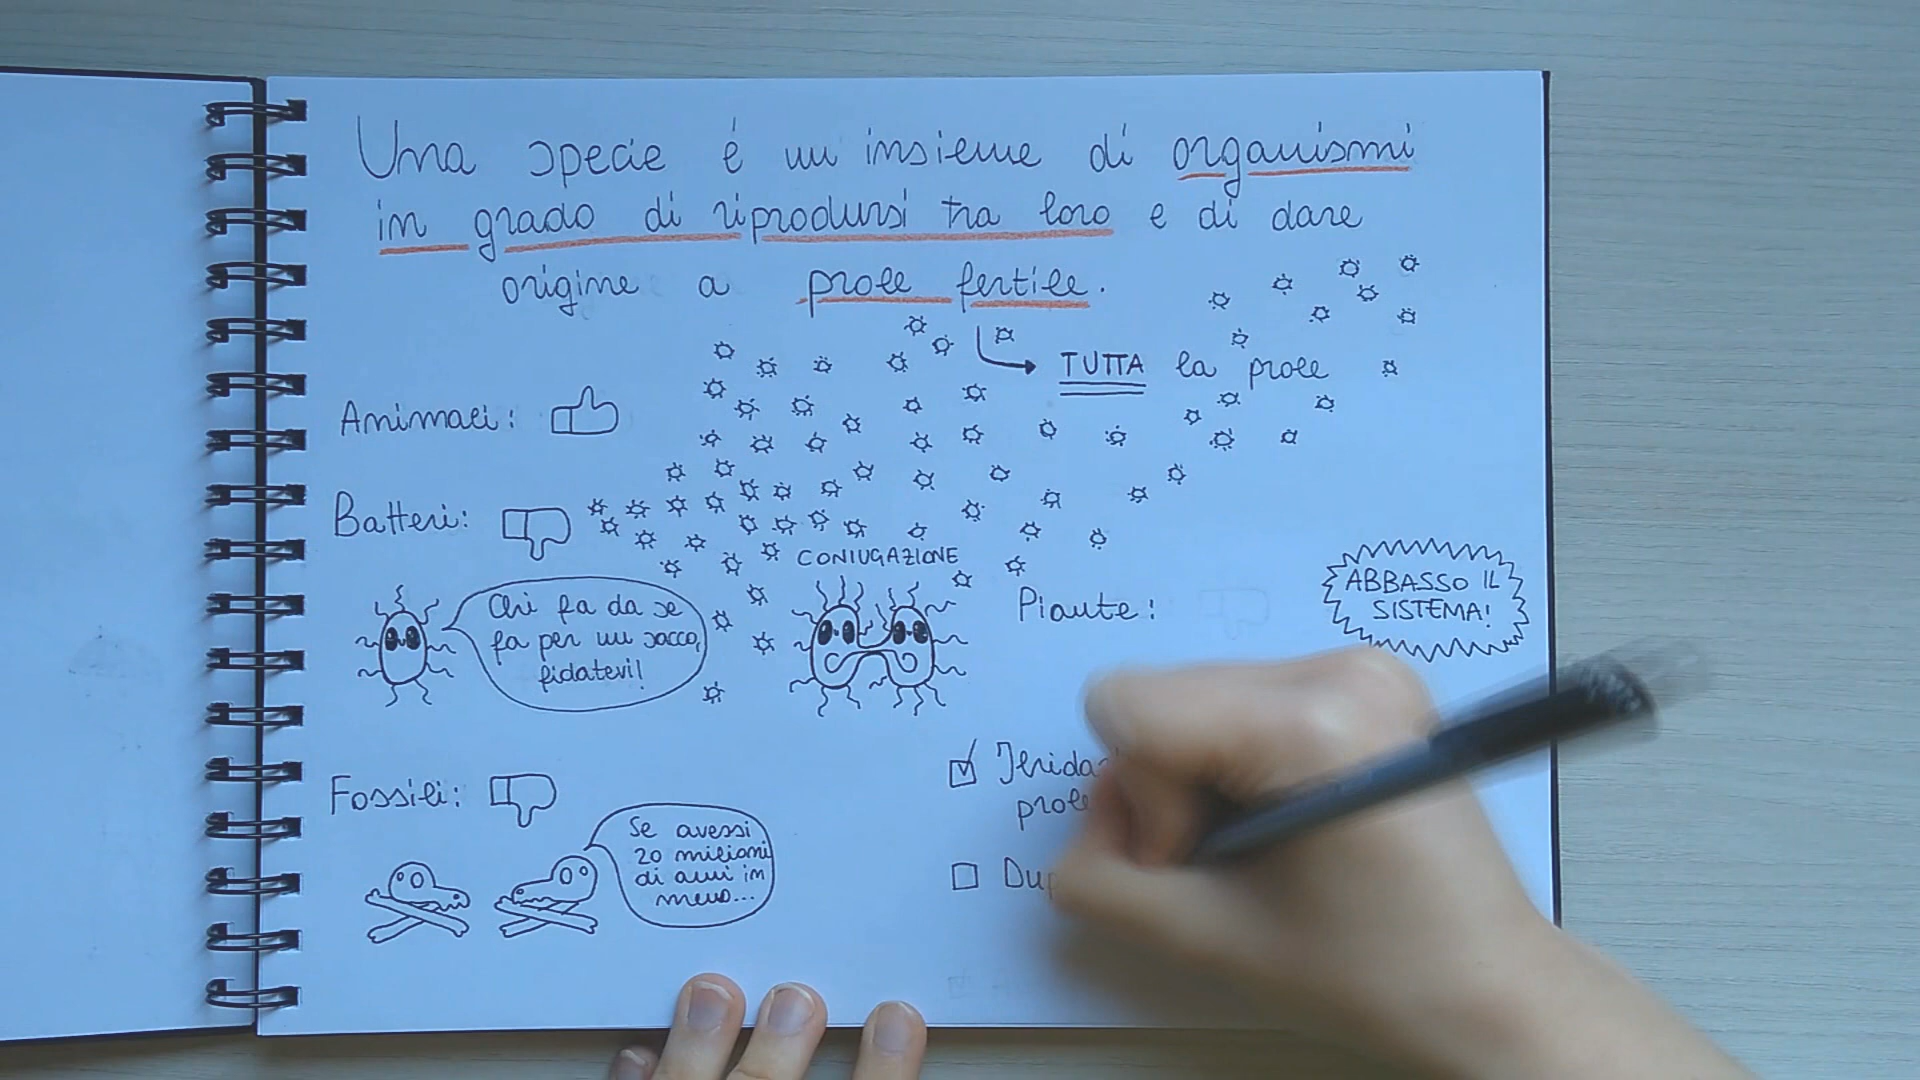 Una specie é un insieme di organismi
in grado di riprodursi tra loro e di dare
origine a prole fertile.
TUTTA la prole
Animali:
Batteri:
CONIUGAZIONE
Chi fa da se
fa per un sacco,
fidatevi!
Piante:
ABBASSO IL
SISTEMA!
Fossili:
Se avessi
20 milioni
di anni in
meno...
prole